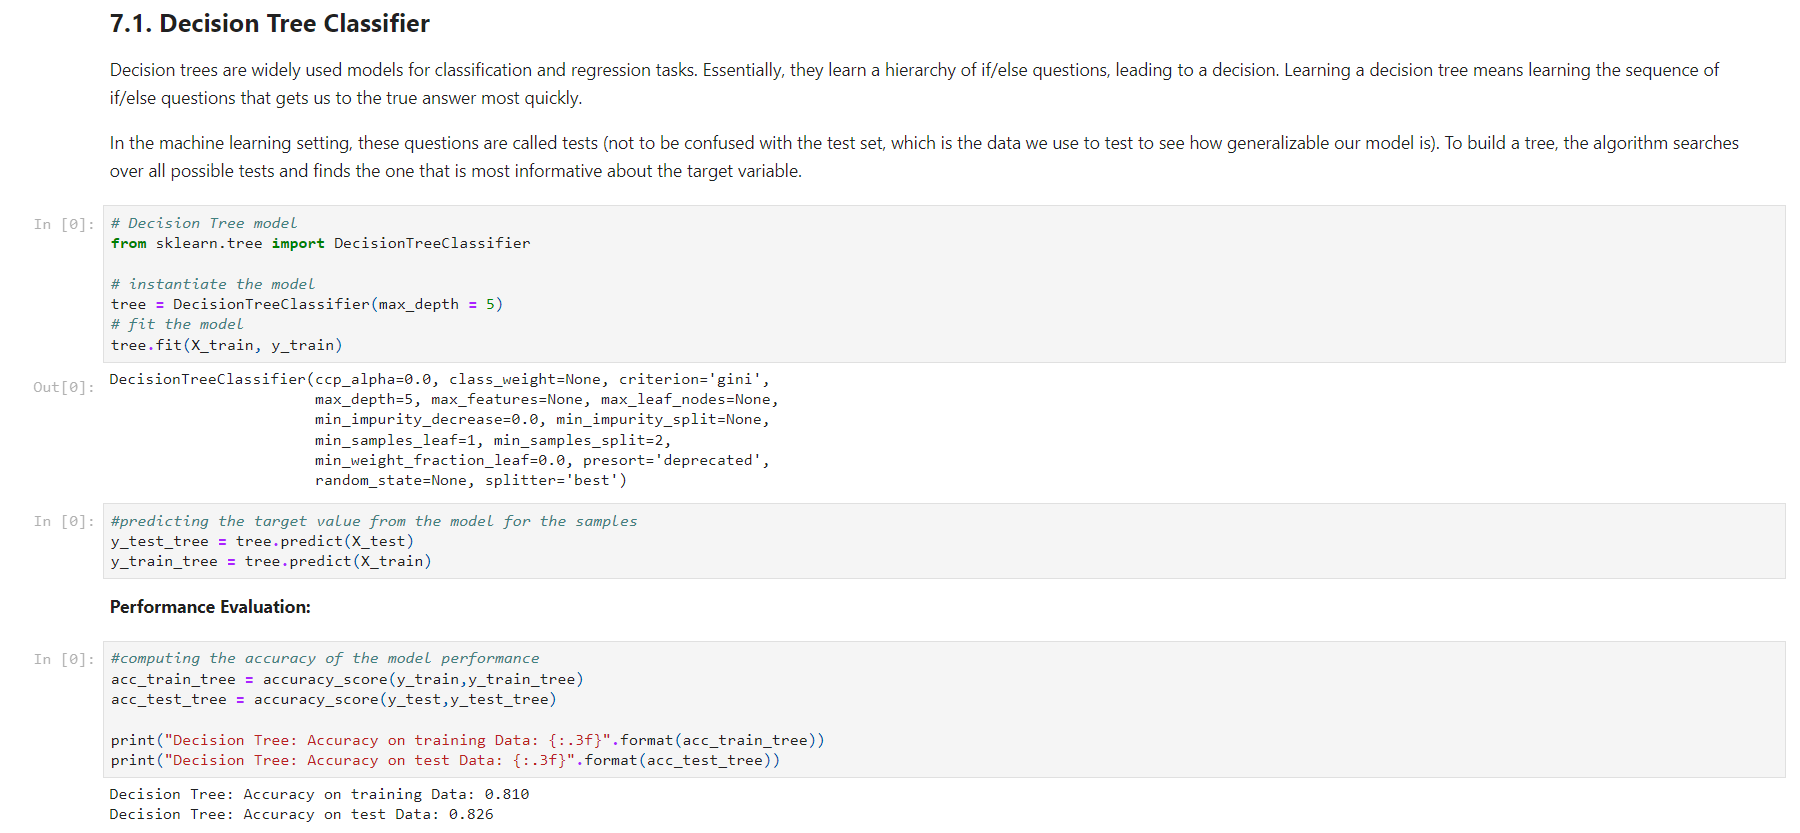 7.1. Decision Tree Classifier
Decision trees are widely used models for classification and regression tasks. Essentially, they learn a hierarchy of if/else questions, leading to a decision. Learning a decision tree means learning the sequence of
if/else questions that gets us to the true answer most quickly.
In the machine learning setting, these questions are called tests (not to be confused with the test set, which is the data we use to test to see how generalizable our model is). To build a tree, the algorithm searches
over all possible tests and finds the one that is most informative about the target variable.
In [0]: # Decision Tree model
from sklearn.tree import DecisionTreeClassifier
# instantiate the model
tree = DecisionTreeClassifier(max_depth = 5)
# fit the model
tree.fit(X_train, y_train)
Out[0]: DecisionTreeClassifier(ccp_alpha=0.0, class_weight=None, criterion='gini',
max_depth=5, max_features=None, max_leaf_nodes=None,
min_impurity_decrease=0.0, min_impurity_split=None,
min_samples_leaf=1, min_samples_split=2,
min_weight_fraction_leaf=0.0, presort='deprecated',
random_state=None, splitter='best')
In [0]: #predicting the target value from the model for the samples
y_test_tree = tree.predict(X_test)
y_train_tree = tree.predict(X_train)
Performance Evaluation:
In [0]: #computing the accuracy of the model performance
acc_train_tree = accuracy_score(y_train,y_train_tree)
acc_test_tree = accuracy_score(y_test,y_test_tree)
print("Decision Tree: Accuracy on training Data: {:.3f}".format(acc_train_tree))
print("Decision Tree: Accuracy on test Data: {:.3f}".format(acc_test_tree))
Decision Tree: Accuracy on training Data: 0.810
Decision Tree: Accuracy on test Data: 0.826